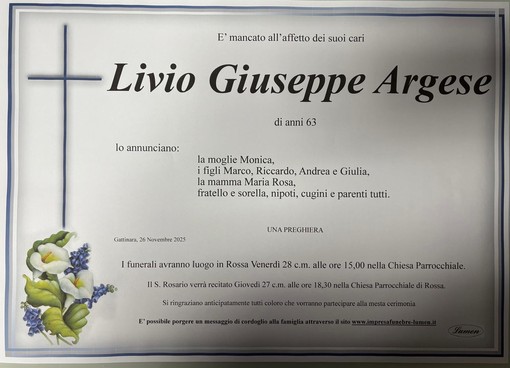 E' mancato all'affetto dei suoi cari
Livio Giuseppe Argese
di anni 63
lo annunciano:
la moglie Monica,
i figli Marco, Riccardo, Andrea e Giulia,
la mamma Maria Rosa,
fratello e sorella, nipoti, cugini e parenti tutti.
UNA PREGHIERA
Gattinara, 26 Novembre 2025
I funerali avranno luogo in Rossa Venerdì 28 c.m. alle ore 15,00 nella Chiesa Parrocchiale.
Il S. Rosario verrà recitato Giovedì 27 c.m. alle ore 18,30 nella Chiesa Parrocchiale di Rossa.
Si ringraziano anticipatamente tutti coloro che vorranno partecipare alla mesta cerimonia
E' possibile porgere un messaggio di cordoglio alla famiglia attraverso il sito www.impresafunebre-lumen.it
Lumen